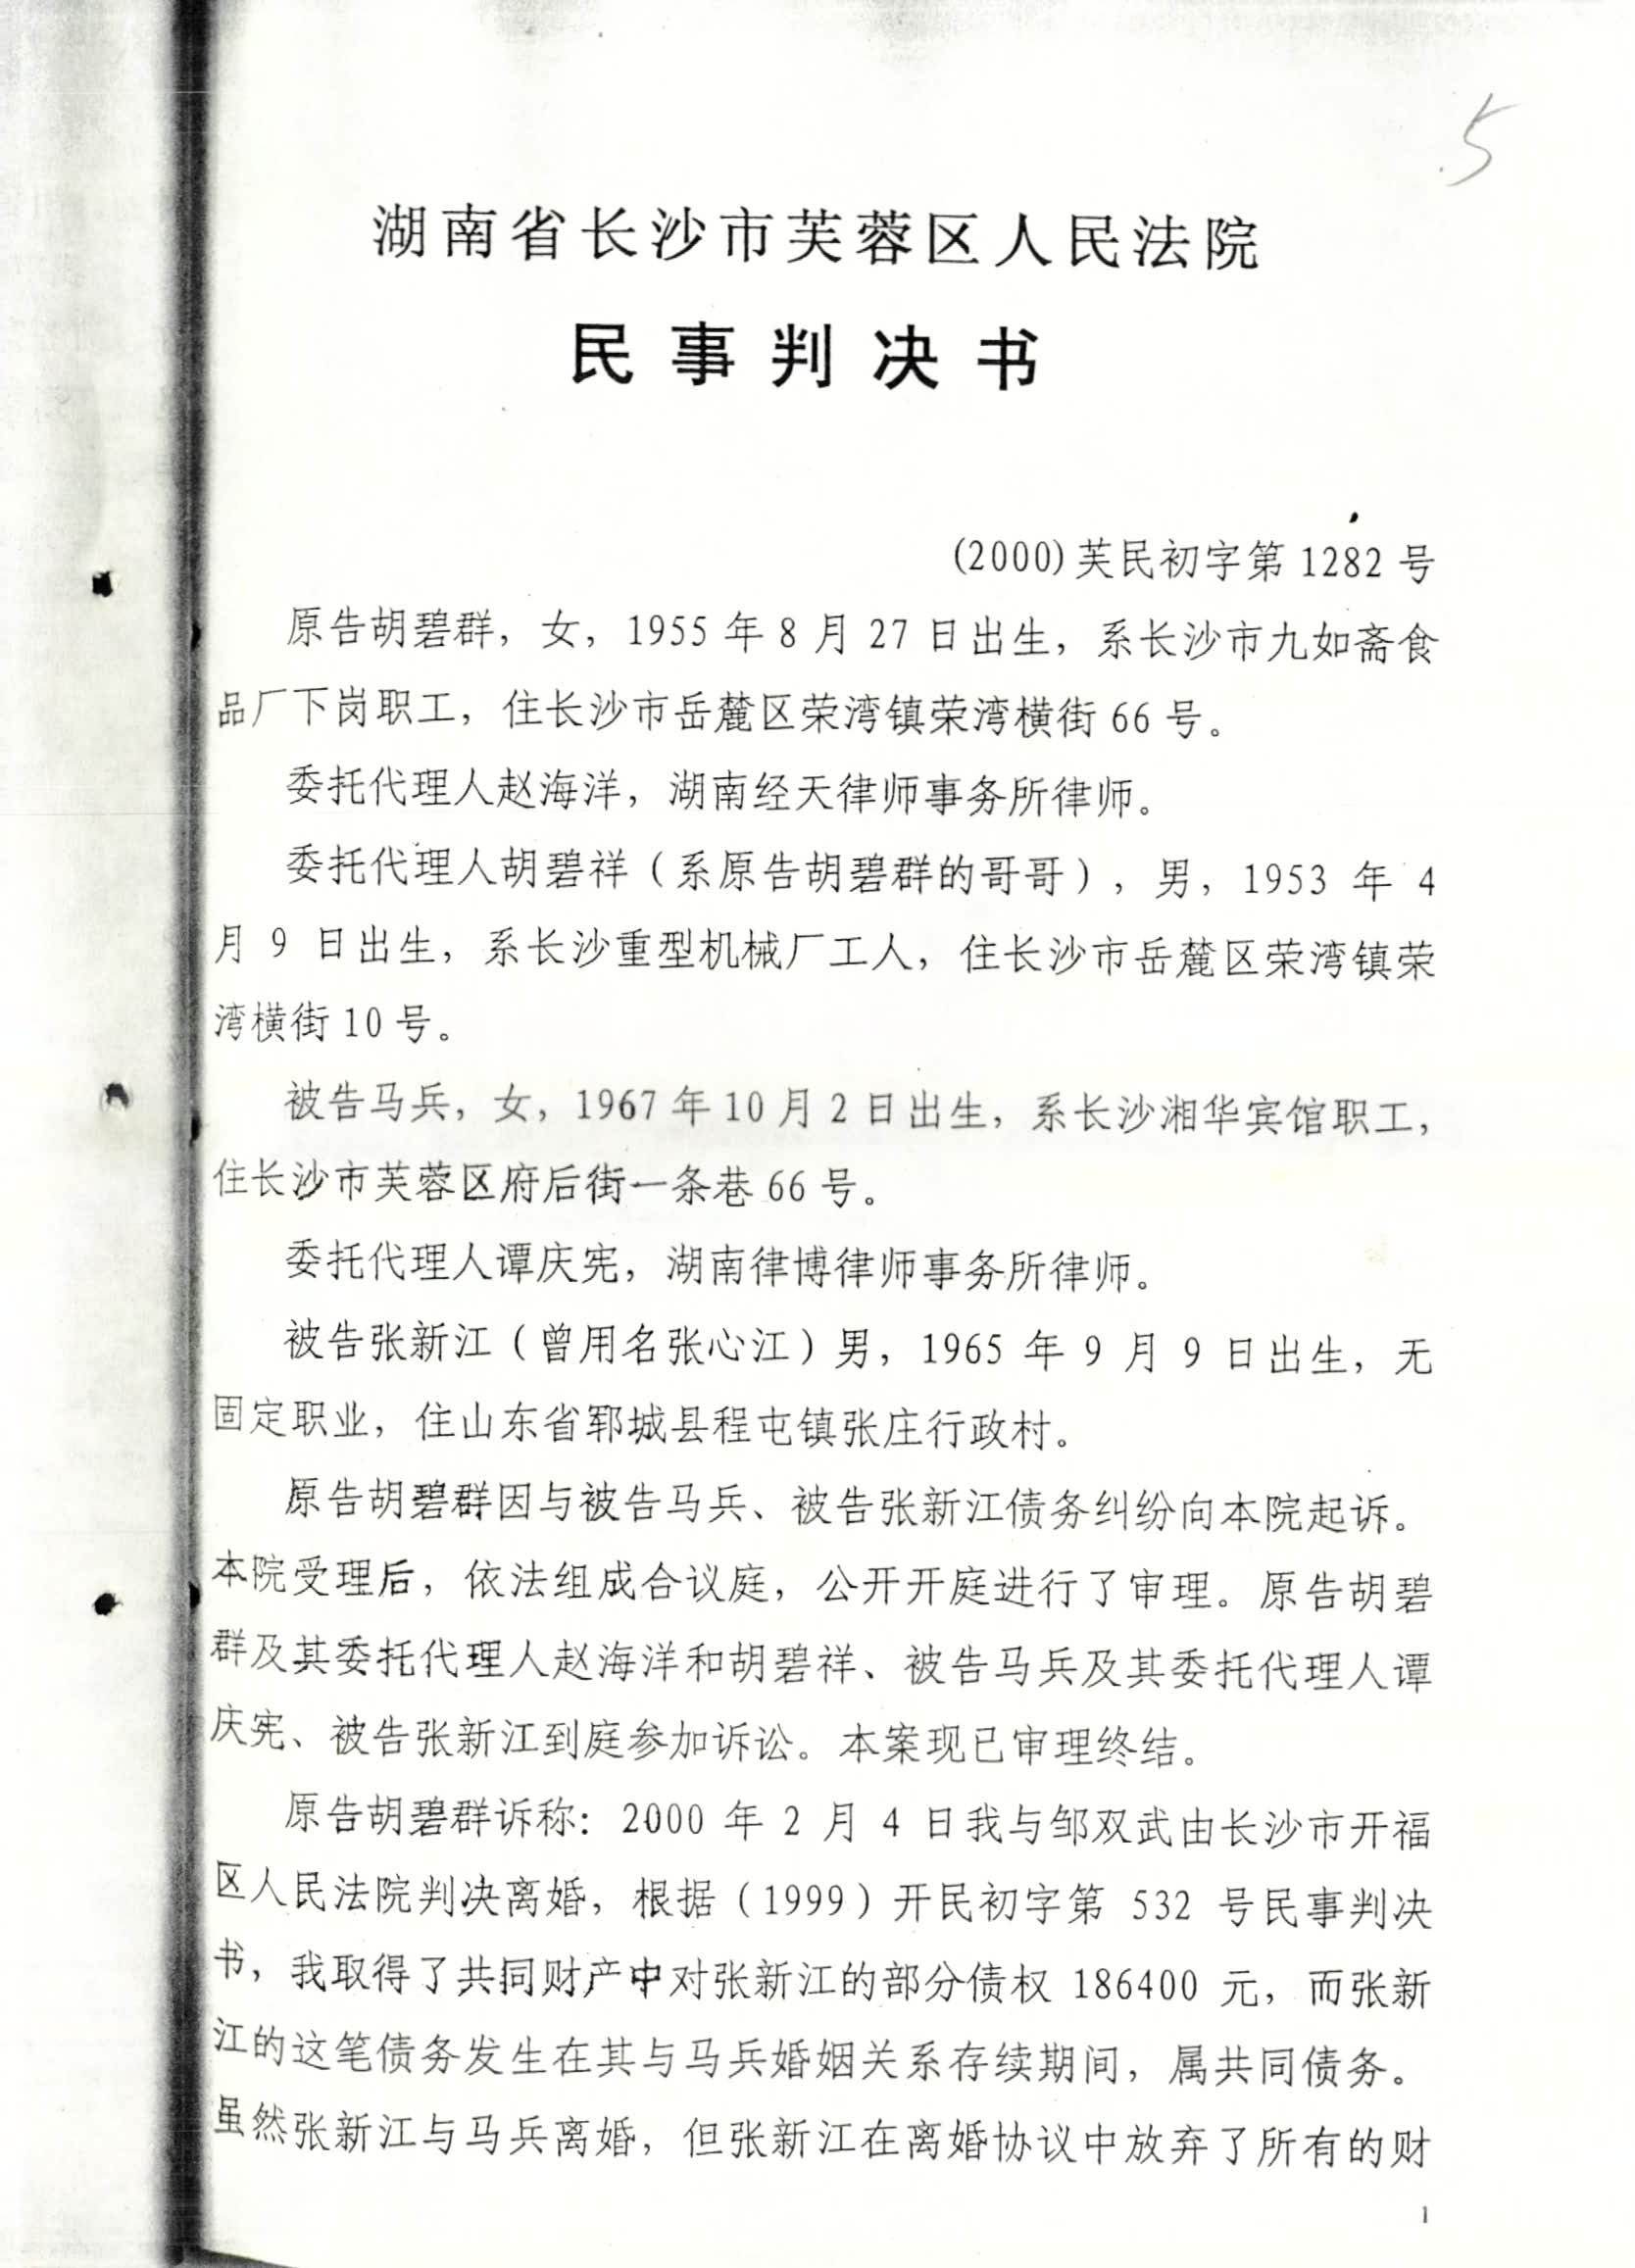 5
湖南省长沙市芙蓉区人民法院
民事判决书
(2000)芙民初字第1282号
原告胡碧群，女，1955年8月27日出生，系长沙市九如斋食
品厂下岗职工，住长沙市岳麓区荣湾镇荣湾横街66号。
委托代理人赵海洋，湖南经天律师事务所律师。
委托代理人胡碧祥（系原告胡碧群的哥哥），男，1953 年 4
月 9 日出生，系长沙重型机械厂工人，住长沙市岳麓区荣湾镇荣
湾横街10号。
被告马兵，女，1967年10月2日出生，系长沙湘华宾馆职工，
住长沙市芙蓉区府后街一条巷66号。
委托代理人谭庆宪，湖南律博律师事务所律师。
被告张新江（曾用名张心江）男，1965 年 9 月 9 日出生，无
固定职业，住山东省郓城县程屯镇张庄行政村。
原告胡碧群因与被告马兵、被告张新江债务纠纷向本院起诉。
本院受理后，依法组成合议庭，公开开庭进行了审理。原告胡碧
群及其委托代理人赵海洋和胡碧祥、被告马兵及其委托代理人谭
庆宪、被告张新江到庭参加诉讼。本案现已审理终结。
原告胡碧群诉称：2000 年 2 月 4 日我与邹双武由长沙市开福
区人民法院判决离婚，根据（1999）开民初字第 532 号民事判决
书，我取得了共同财产中对张新江的部分债权 186400 元，而张新
江的这笔债务发生在其与马兵婚姻关系存续期间，属共同债务。
虽然张新江与马兵离婚，但张新江在离婚协议中放弃了所有的财
1